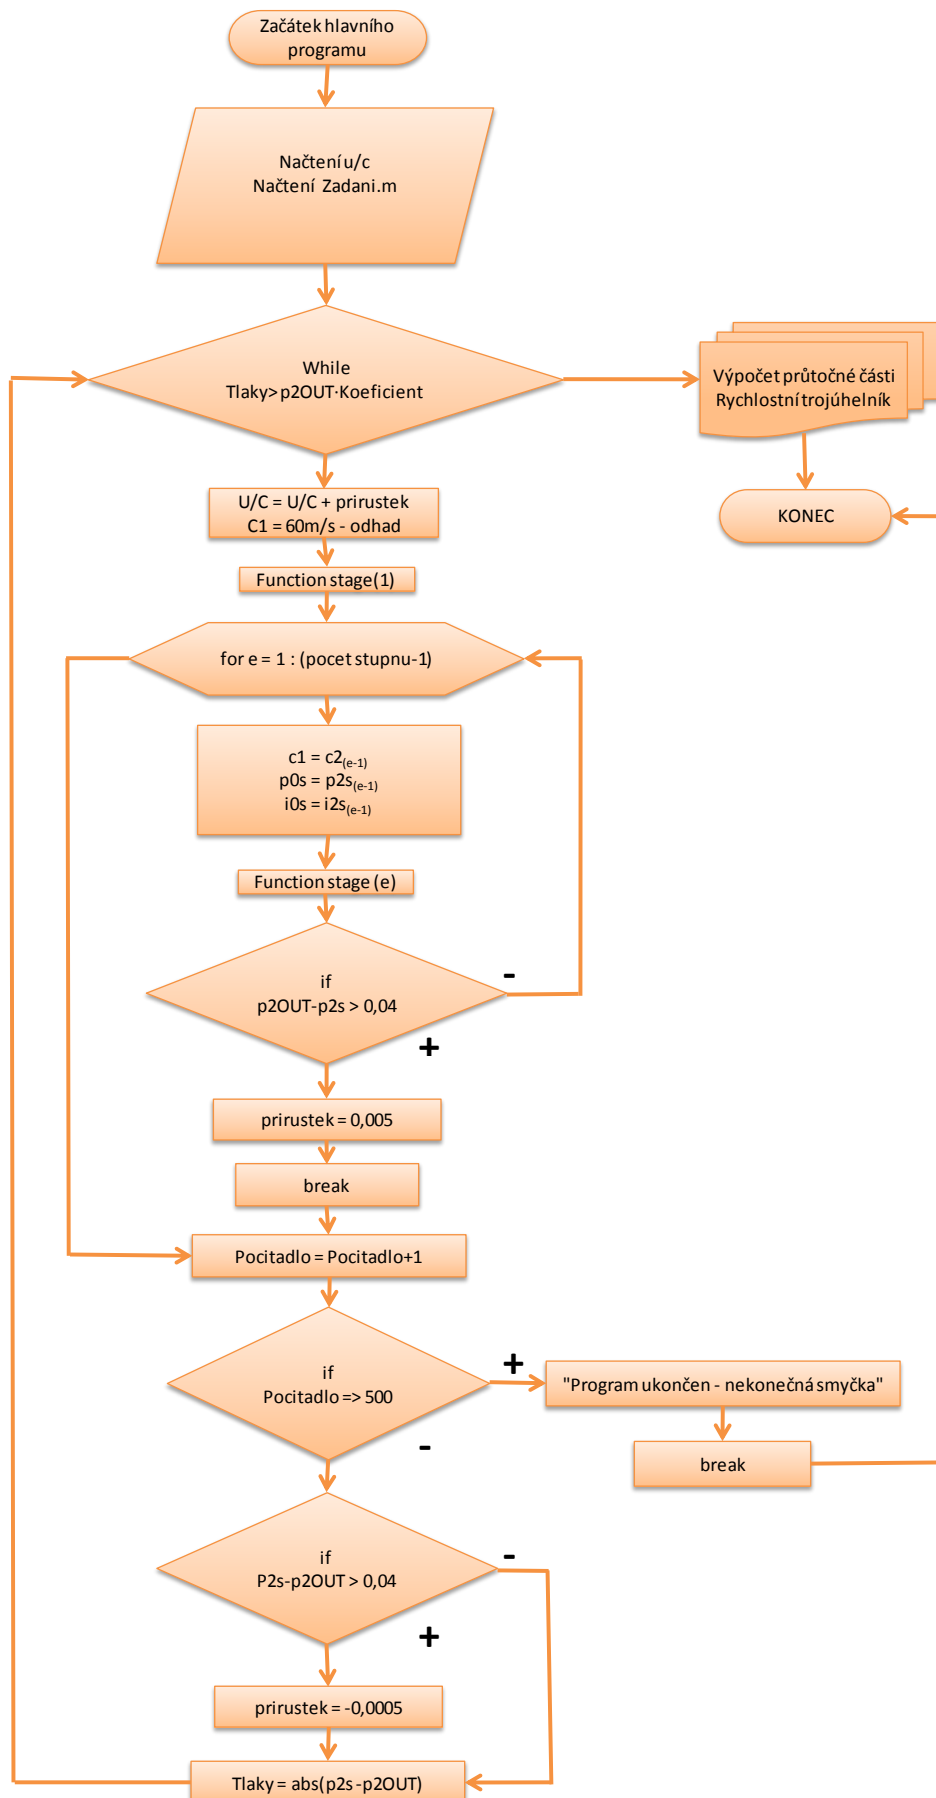 Začátek hlavního
programu
Načtení u/c
Načtení Zadani.m
While
Tlaky>p2OUT·Koeficient
Výpočet průtočné části
Rychlostní trojúhelník
KONEC
U/C = U/C + prirustek
C1 = 60m/s - odhad
Function stage(1)
for e = 1 : (pocet stupnu-1)
c1 = c2(e-1)
p0s = p2s(e-1)
i0s = i2s(e-1)
Function stage (e)
if
p2OUT-p2s > 0,04
-
+
prirustek = 0,005
break
Pocitadlo = Pocitadlo+1
if
Pocitadlo => 500
+
-
"Program ukončen - nekonečná smyčka"
break
if
P2s-p2OUT > 0,04
-
+
prirustek = -0,0005
Tlaky = abs(p2s-p2OUT)